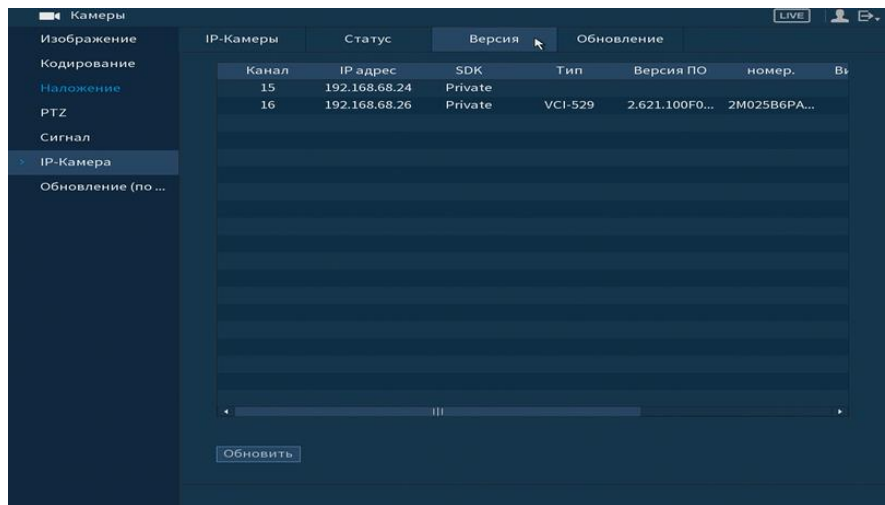 Камеры LIVE
Изображение
Кодирование
Наложение
PTZ
Сигнал
IP-Камера
Обновление (по ...
IP-Камеры Статус Версия Обновление
Канал IP адрес SDK Тип Версия ПО номер. Ви
15 192.168.68.24 Private
16 192.168.68.26 Private VCI-529 2.621.100F0... 2M025B6PA...
Обновить